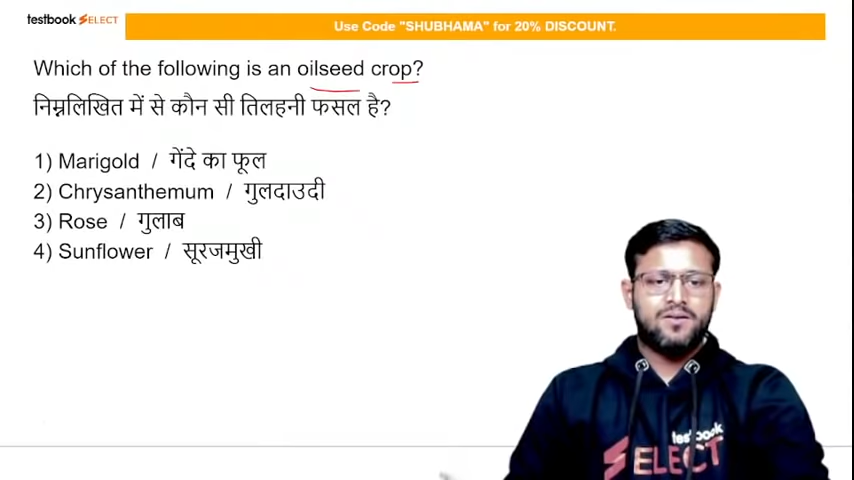 testbook SELECT
Use Code "SHUBHAMA" for 20% DISCOUNT.
Which of the following is an oilseed crop?
निम्नलिखित में से कौन सी तिलहनी फसल है?
1) Marigold / गेंदे का फूल
2) Chrysanthemum / गुलदाउदी
3) Rose / गुलाब
4) Sunflower / सूरजमुखी
testbook
SELECT